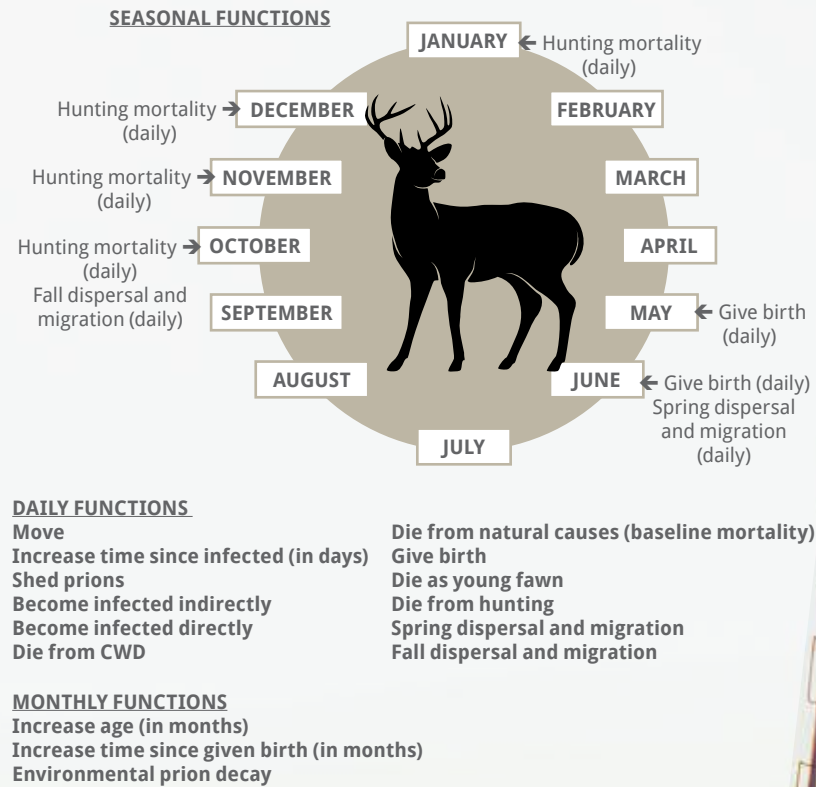 SEASONAL FUNCTIONS
JANUARY
Hunting mortality
(daily)
FEBRUARY
MARCH
APRIL
MAY
Give birth
(daily)
JUNE
Give birth (daily)
Spring dispersal
and migration
(daily)
JULY
AUGUST
SEPTEMBER
OCTOBER
Hunting mortality
(daily)
Fall dispersal and
migration (daily)
NOVEMBER
Hunting mortality
(daily)
DECEMBER
Hunting mortality
(daily)
DAILY FUNCTIONS
Move
Increase time since infected (in days)
Shed prions
Become infected indirectly
Become infected directly
Die from CWD
Die from natural causes (baseline mortality)
Give birth
Die as young fawn
Die from hunting
Spring dispersal and migration
Fall dispersal and migration
MONTHLY FUNCTIONS
Increase age (in months)
Increase time since given birth (in months)
Environmental prion decay